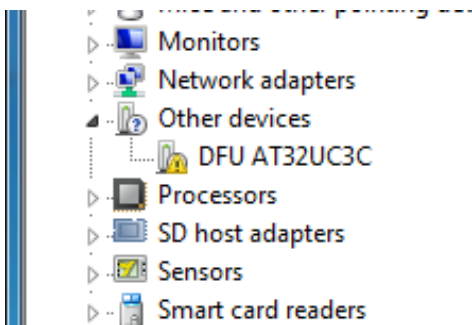 Monitors
Network adapters
Other devices
DFU AT32UC3C
Processors
SD host adapters
Sensors
Smart card readers